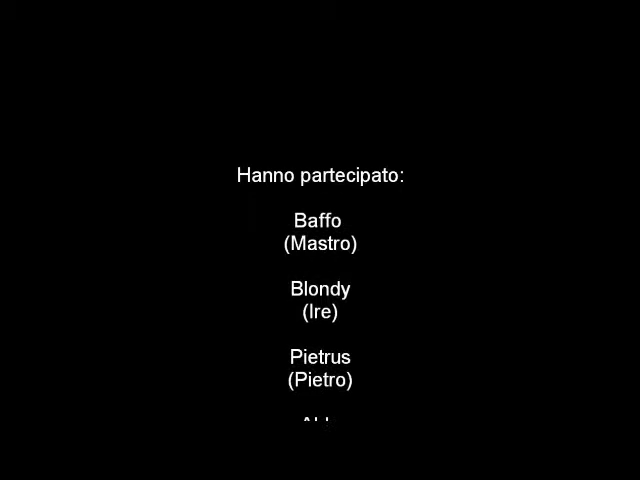 Hanno partecipato:
Baffo
(Mastro)
Blondy
(Ire)
Pietrus
(Pietro)